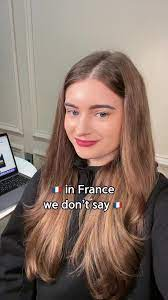 🇫🇷 in France
we don't say 🇫🇷